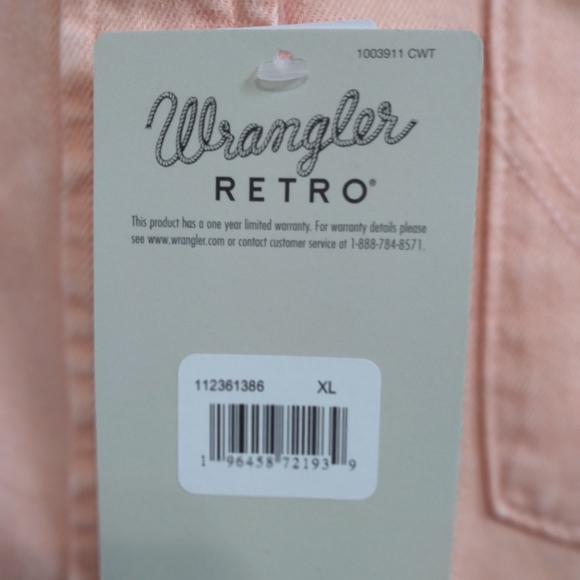 1003911 CWT
Wrangler
RETRO®
This product has a one year limited warranty. For warranty details please
see www.wrangler.com or contact customer service at 1-888-784-8571.
112361386 XL
1 96458 72193 9